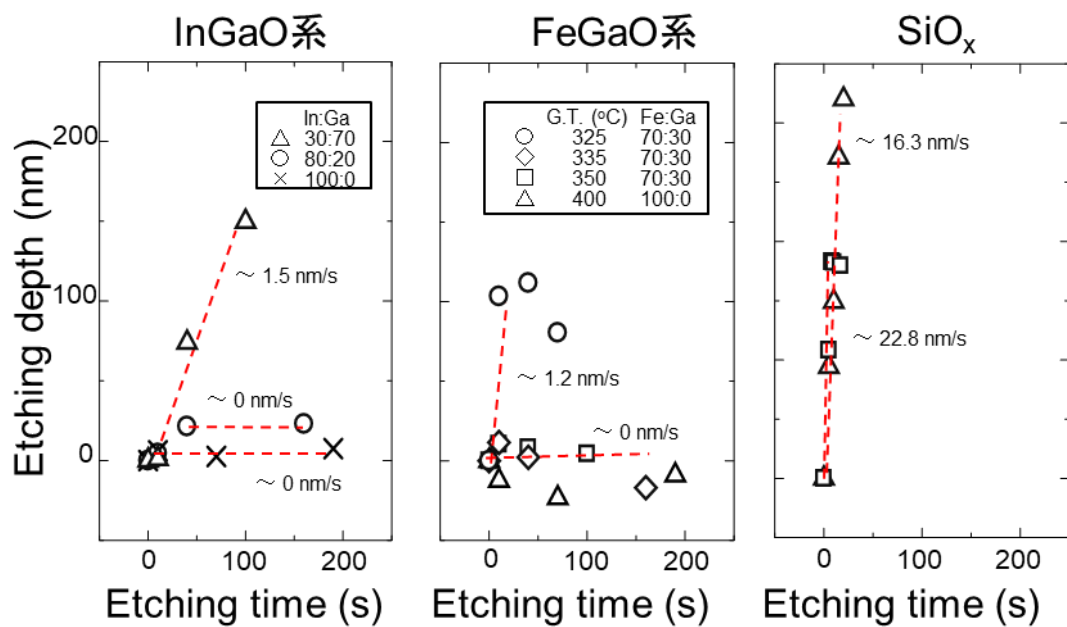 InGaO系
FeGaO系
SiOx
Etching depth (nm)
200
100
0
In:Ga
△ 30:70
○ 80:20
× 100:0
～ 1.5 nm/s
～ 0 nm/s
～ 0 nm/s
0 100 200
Etching time (s)
G.T. (oC) Fe:Ga
○ 325 70:30
◇ 335 70:30
□ 350 70:30
△ 400 100:0
～ 1.2 nm/s
～ 0 nm/s
0 100 200
Etching time (s)
～ 16.3 nm/s
～ 22.8 nm/s
0 100 200
Etching time (s)